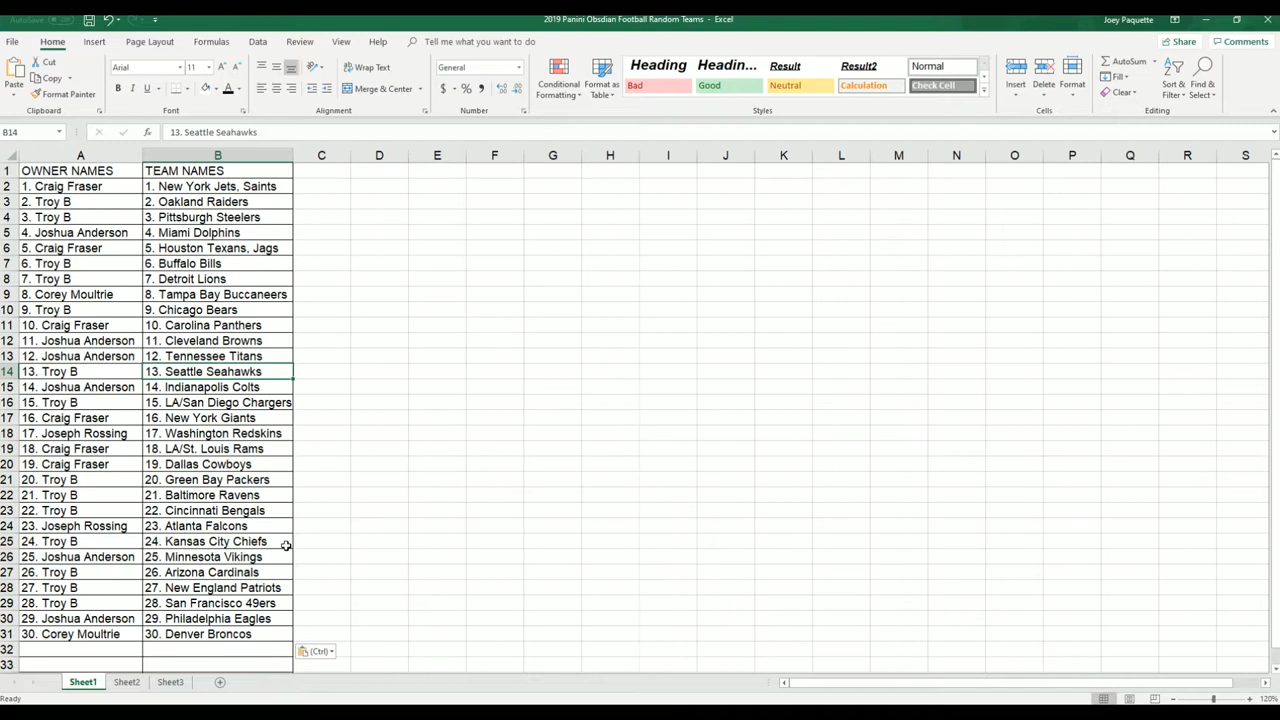 AutoSave Off 2019 Panini Obsdian Football Random Teams - Excel Joey Paquette
File Home Insert Page Layout Formulas Data Review View Help Tell me what you want to do Share Comments
Paste Cut Copy Format Painter Clipboard
Arial 11 B I U Font
Wrap Text Merge & Center Alignment
General $ % , Number
Conditional Formatting Format as Table
Heading Headin... Result Result2 Normal
Bad Good Neutral Calculation Check Cell
Styles
Insert Delete Format Cells
AutoSum Fill Clear Sort & Filter Find & Select Editing
B14 fx 13. Seattle Seahawks
A B C D E F G H I J K L M N O P Q R S
1 OWNER NAMES TEAM NAMES
2 1. Craig Fraser 1. New York Jets, Saints
3 2. Troy B 2. Oakland Raiders
4 3. Troy B 3. Pittsburgh Steelers
5 4. Joshua Anderson 4. Miami Dolphins
6 5. Craig Fraser 5. Houston Texans, Jags
7 6. Troy B 6. Buffalo Bills
8 7. Troy B 7. Detroit Lions
9 8. Corey Moultrie 8. Tampa Bay Buccaneers
10 9. Troy B 9. Chicago Bears
11 10. Craig Fraser 10. Carolina Panthers
12 11. Joshua Anderson 11. Cleveland Browns
13 12. Joshua Anderson 12. Tennessee Titans
14 13. Troy B 13. Seattle Seahawks
15 14. Joshua Anderson 14. Indianapolis Colts
16 15. Troy B 15. LA/San Diego Chargers
17 16. Craig Fraser 16. New York Giants
18 17. Joseph Rossing 17. Washington Redskins
19 18. Craig Fraser 18. LA/St. Louis Rams
20 19. Craig Fraser 19. Dallas Cowboys
21 20. Troy B 20. Green Bay Packers
22 21. Troy B 21. Baltimore Ravens
23 22. Troy B 22. Cincinnati Bengals
24 23. Joseph Rossing 23. Atlanta Falcons
25 24. Troy B 24. Kansas City Chiefs
26 25. Joshua Anderson 25. Minnesota Vikings
27 26. Troy B 26. Arizona Cardinals
28 27. Troy B 27. New England Patriots
29 28. Troy B 28. San Francisco 49ers
30 29. Joshua Anderson 29. Philadelphia Eagles
31 30. Corey Moultrie 30. Denver Broncos
32 (Ctrl)
33
Sheet1 Sheet2 Sheet3
Ready 120%